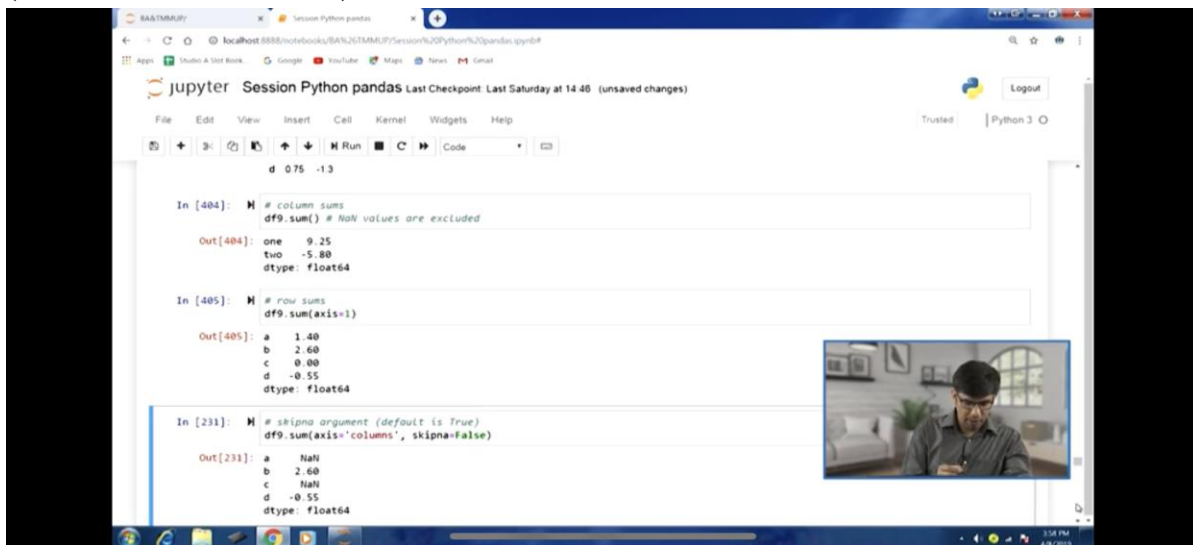 BA&TMMUP/
Session Python pandas
localhost:8888/notebooks/BA%26TMMUP/Session%20Python%20pandas.ipynb#
Apps Studio A Slot Book... Google YouTube Maps News Gmail
jupyter Session Python pandas Last Checkpoint: Last Saturday at 14:46 (unsaved changes)
Logout
File Edit View Insert Cell Kernel Widgets Help
Trusted Python 3
Run Code
d 0.75 -1.3
In [404]: # column sums
df9.sum() # NaN values are excluded
Out[404]: one 9.25
two -5.80
dtype: float64
In [405]: # row sums
df9.sum(axis=1)
Out[405]: a 1.40
b 2.60
c 0.00
d -0.55
dtype: float64
In [231]: # skipna argument (default is True)
df9.sum(axis='columns', skipna=False)
Out[231]: a NaN
b 2.60
c NaN
d -0.55
dtype: float64
3:58 PM